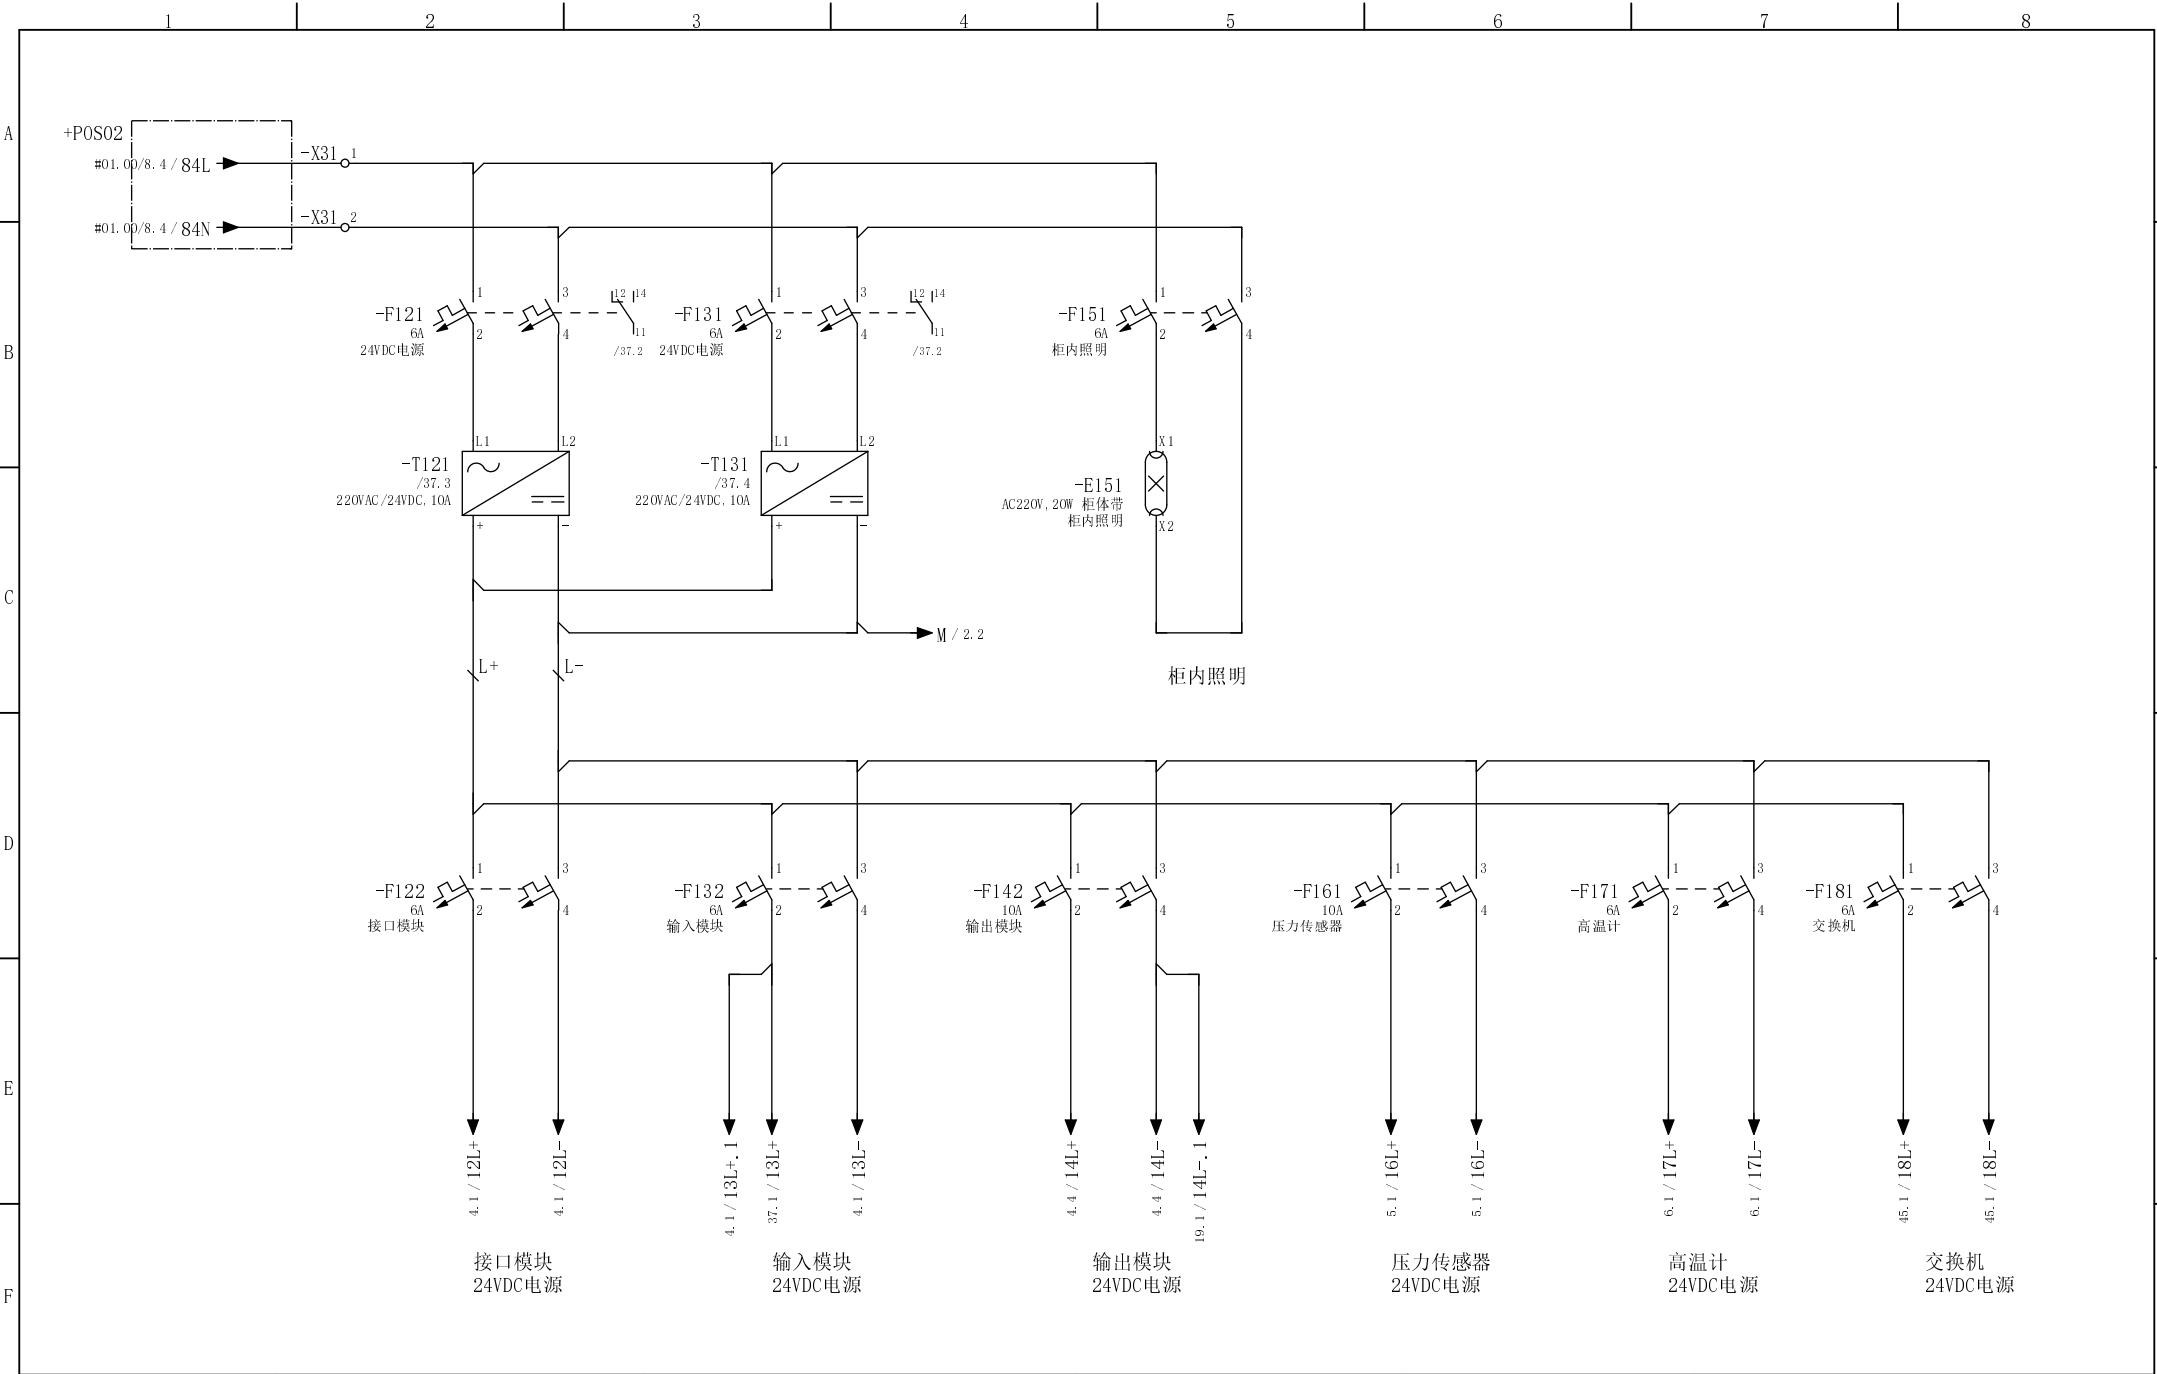 1 2 3 4 5 6 7 8
A
+POS02
#01.00/8.4 / 84L
-X31 1
#01.00/8.4 / 84N
-X31 2
B
-F121
6A
24VDC电源
1 2 3 4
12 14
11
/37.2
-F131
6A
24VDC电源
1 2 3 4
12 14
11
/37.2
-F151
6A
柜内照明
1 2 3 4
-T121
/37.3
220VAC/24VDC,10A
L1 L2
+ -
-T131
/37.4
220VAC/24VDC,10A
L1 L2
+ -
-E151
AC220V,20W 柜体带
柜内照明
X1
X2
C
M / 2.2
L+ L-
柜内照明
D
-F122
6A
接口模块
1 2 3 4
-F132
6A
输入模块
1 2 3 4
-F142
10A
输出模块
1 2 3 4
-F161
10A
压力传感器
1 2 3 4
-F171
6A
高温计
1 2 3 4
-F181
6A
交换机
1 2 3 4
E
4.1 / 12L+
4.1 / 12L-
4.1 / 13L+.1
37.1 / 13L+
4.1 / 13L-
4.4 / 14L+
4.4 / 14L-
19.1 / 14L-.1
5.1 / 16L+
5.1 / 16L-
6.1 / 17L+
6.1 / 17L-
45.1 / 18L+
45.1 / 18L-
F
接口模块
24VDC电源
输入模块
24VDC电源
输出模块
24VDC电源
压力传感器
24VDC电源
高温计
24VDC电源
交换机
24VDC电源